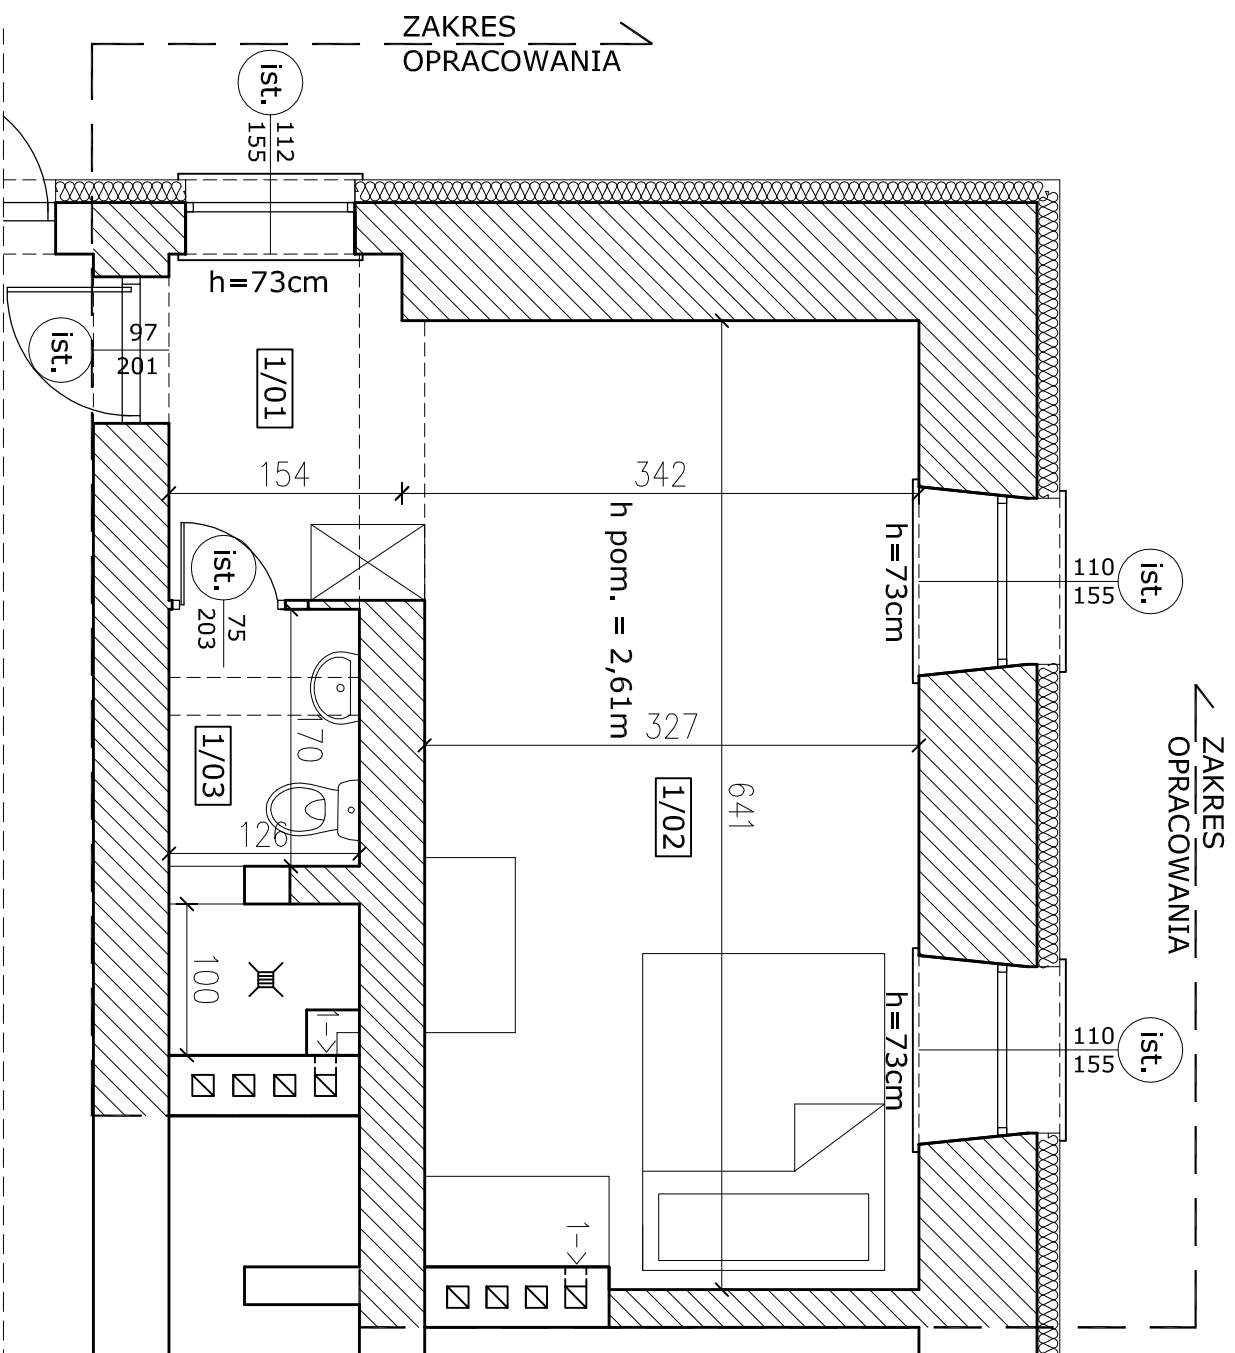 ZAKRES
OPRACOWANIA
ist.
112
155
h=73cm
97
201
ist.
1/01
154
342
h pom. = 2,61m
h=73cm
110
155
ist.
ist.
75
203
170
1/03
126
327
641
1/02
ZAKRES
OPRACOWANIA
100
1
h=73cm
110
155
ist.
1